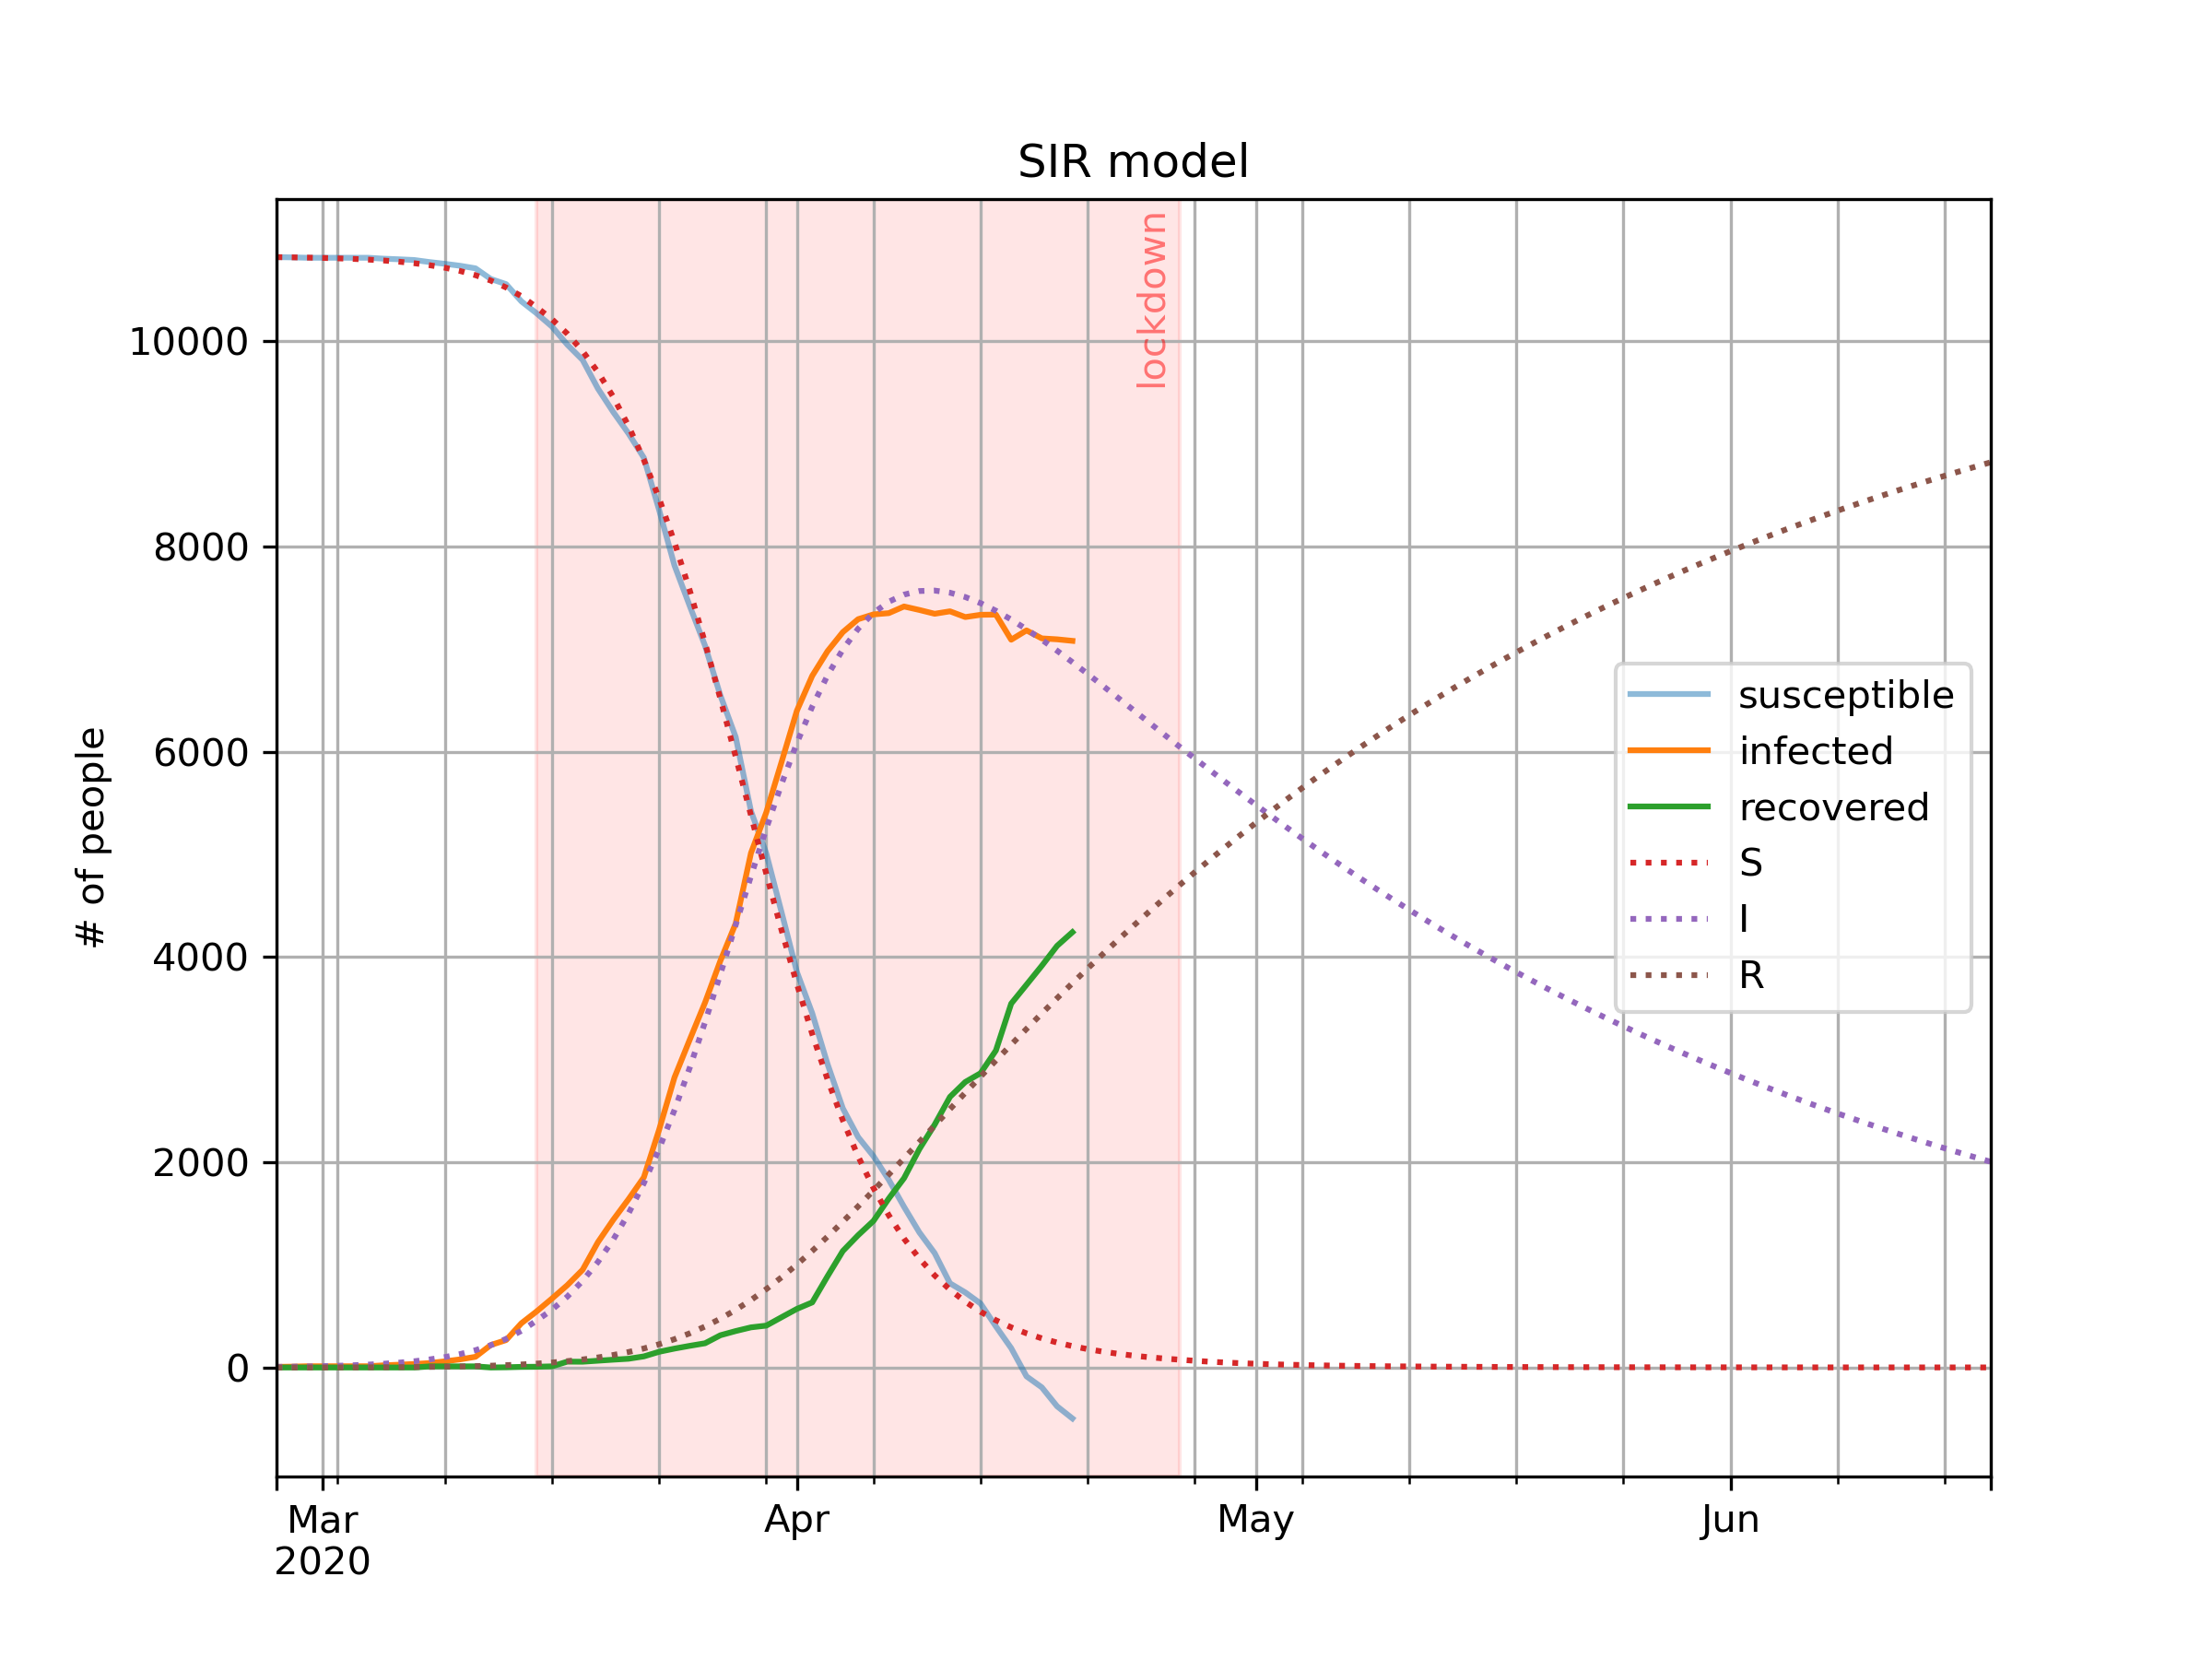 SIR model
lockdown
# of people
10000
8000
6000
4000
2000
0
susceptible
infected
recovered
S
I
R
Mar
2020
Apr
May
Jun